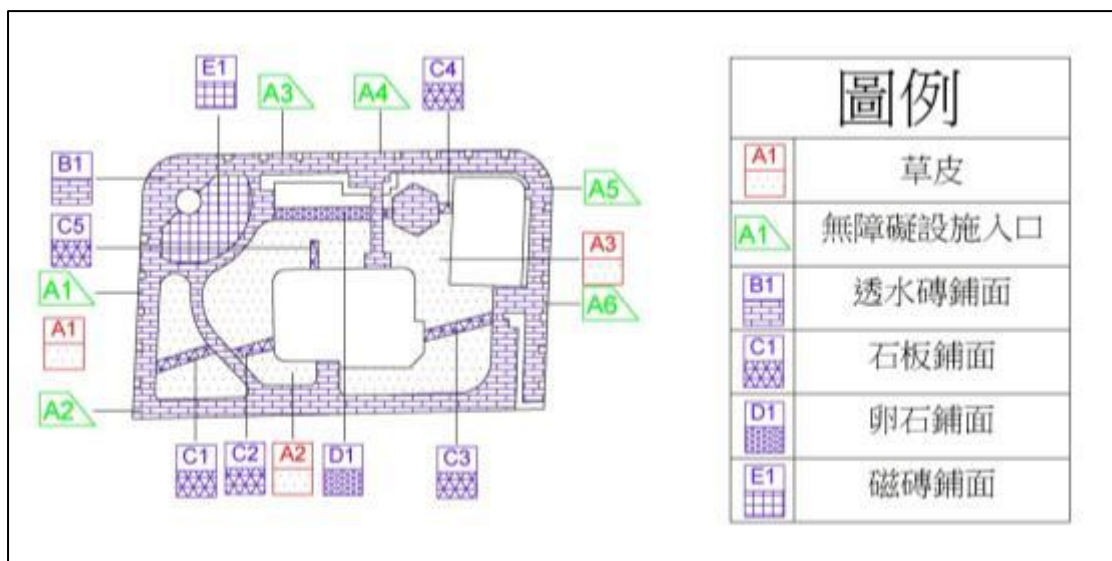 E1
A3
A4
C4
B1
A5
C5
A3
A1
A6
A1
A2
C1
C2
A2
D1
C3
圖例
A1 草皮
A1 無障礙設施入口
B1 透水磚鋪面
C1 石板鋪面
D1 卵石鋪面
E1 磁磚鋪面